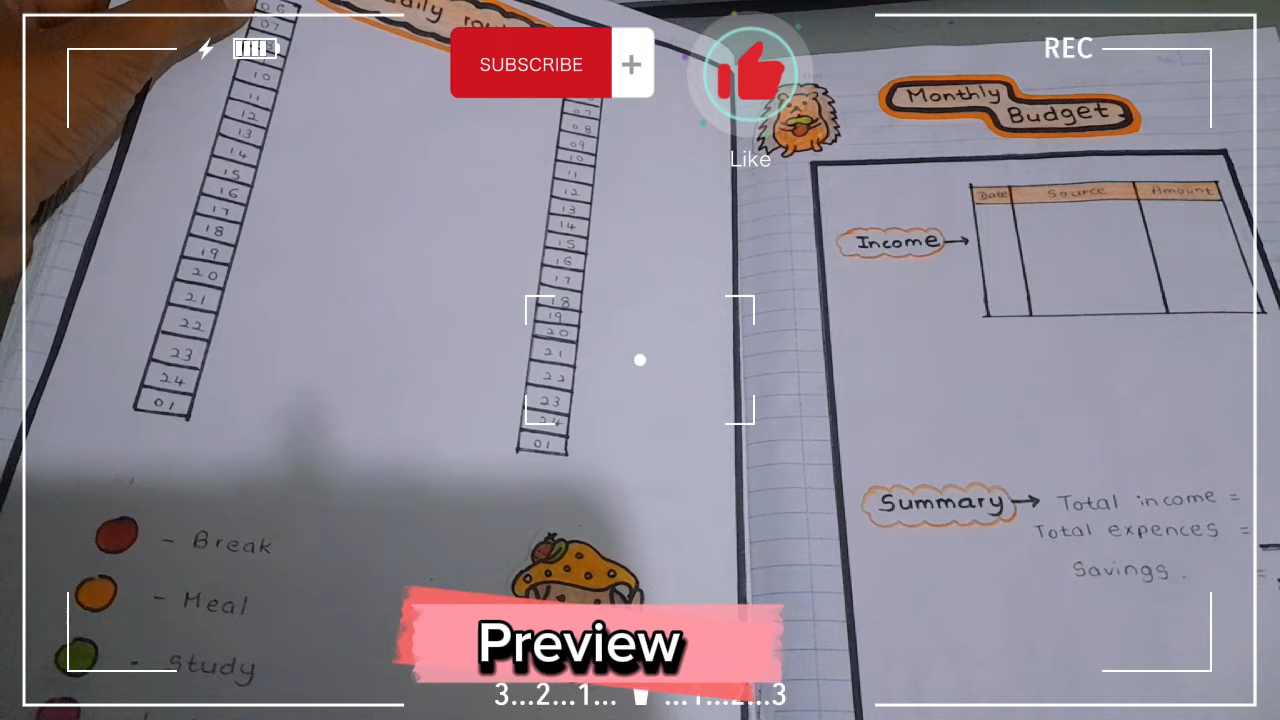 REC
SUBSCRIBE +
Like
Monthly
Budget
06
07
10
11
12
13
14
15
16
17
18
19
20
21
22
23
24
01
07
08
09
10
11
12
13
14
15
16
17
18
19
20
21
22
23
24
01
Break
Meal
Study
Date Source Amount
Income →
Summary → Total income =
Total expences =
Savings . =
Preview
3...2...1... ...1...2...3